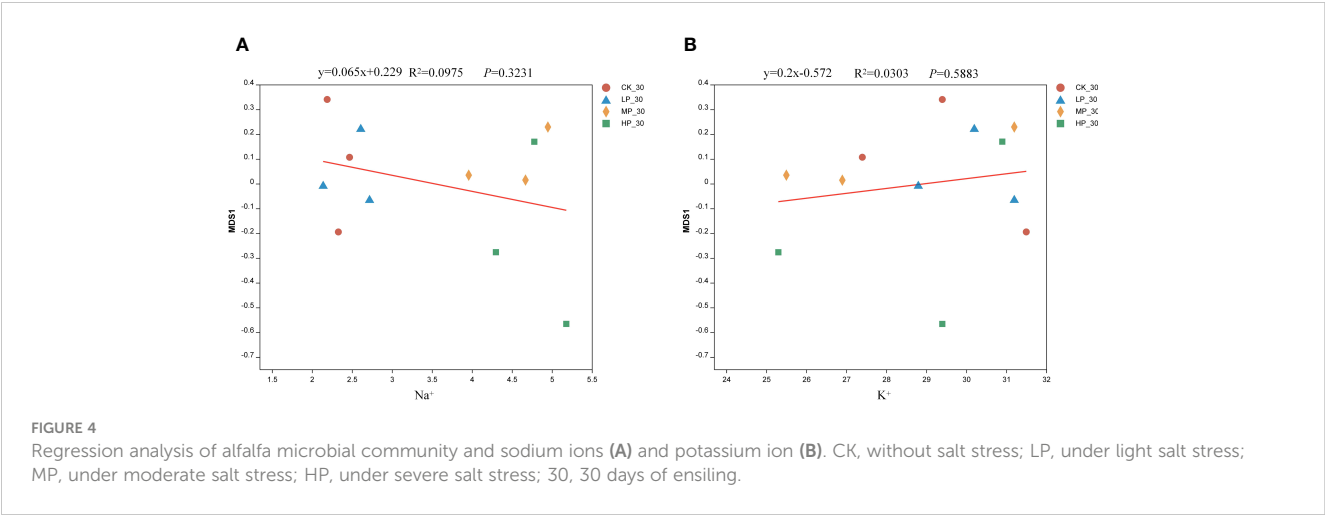 A
y=0.065x+0.229 R²=0.0975 P=0.3231
0.4
0.3
0.2
0.1
0
-0.1
-0.2
-0.3
-0.4
-0.5
-0.6
-0.7
MDS1
1.5 2 2.5 3 3.5 4 4.5 5 5.5
Na⁺
CK_30
LP_30
MP_30
HP_30
B
y=0.2x-0.572 R²=0.0303 P=0.5883
0.4
0.3
0.2
0.1
0
-0.1
-0.2
-0.3
-0.4
-0.5
-0.6
-0.7
MDS1
24 25 26 27 28 29 30 31 32
K⁺
CK_30
LP_30
MP_30
HP_30
FIGURE 4
Regression analysis of alfalfa microbial community and sodium ions (A) and potassium ion (B). CK, without salt stress; LP, under light salt stress;
MP, under moderate salt stress; HP, under severe salt stress; 30, 30 days of ensiling.